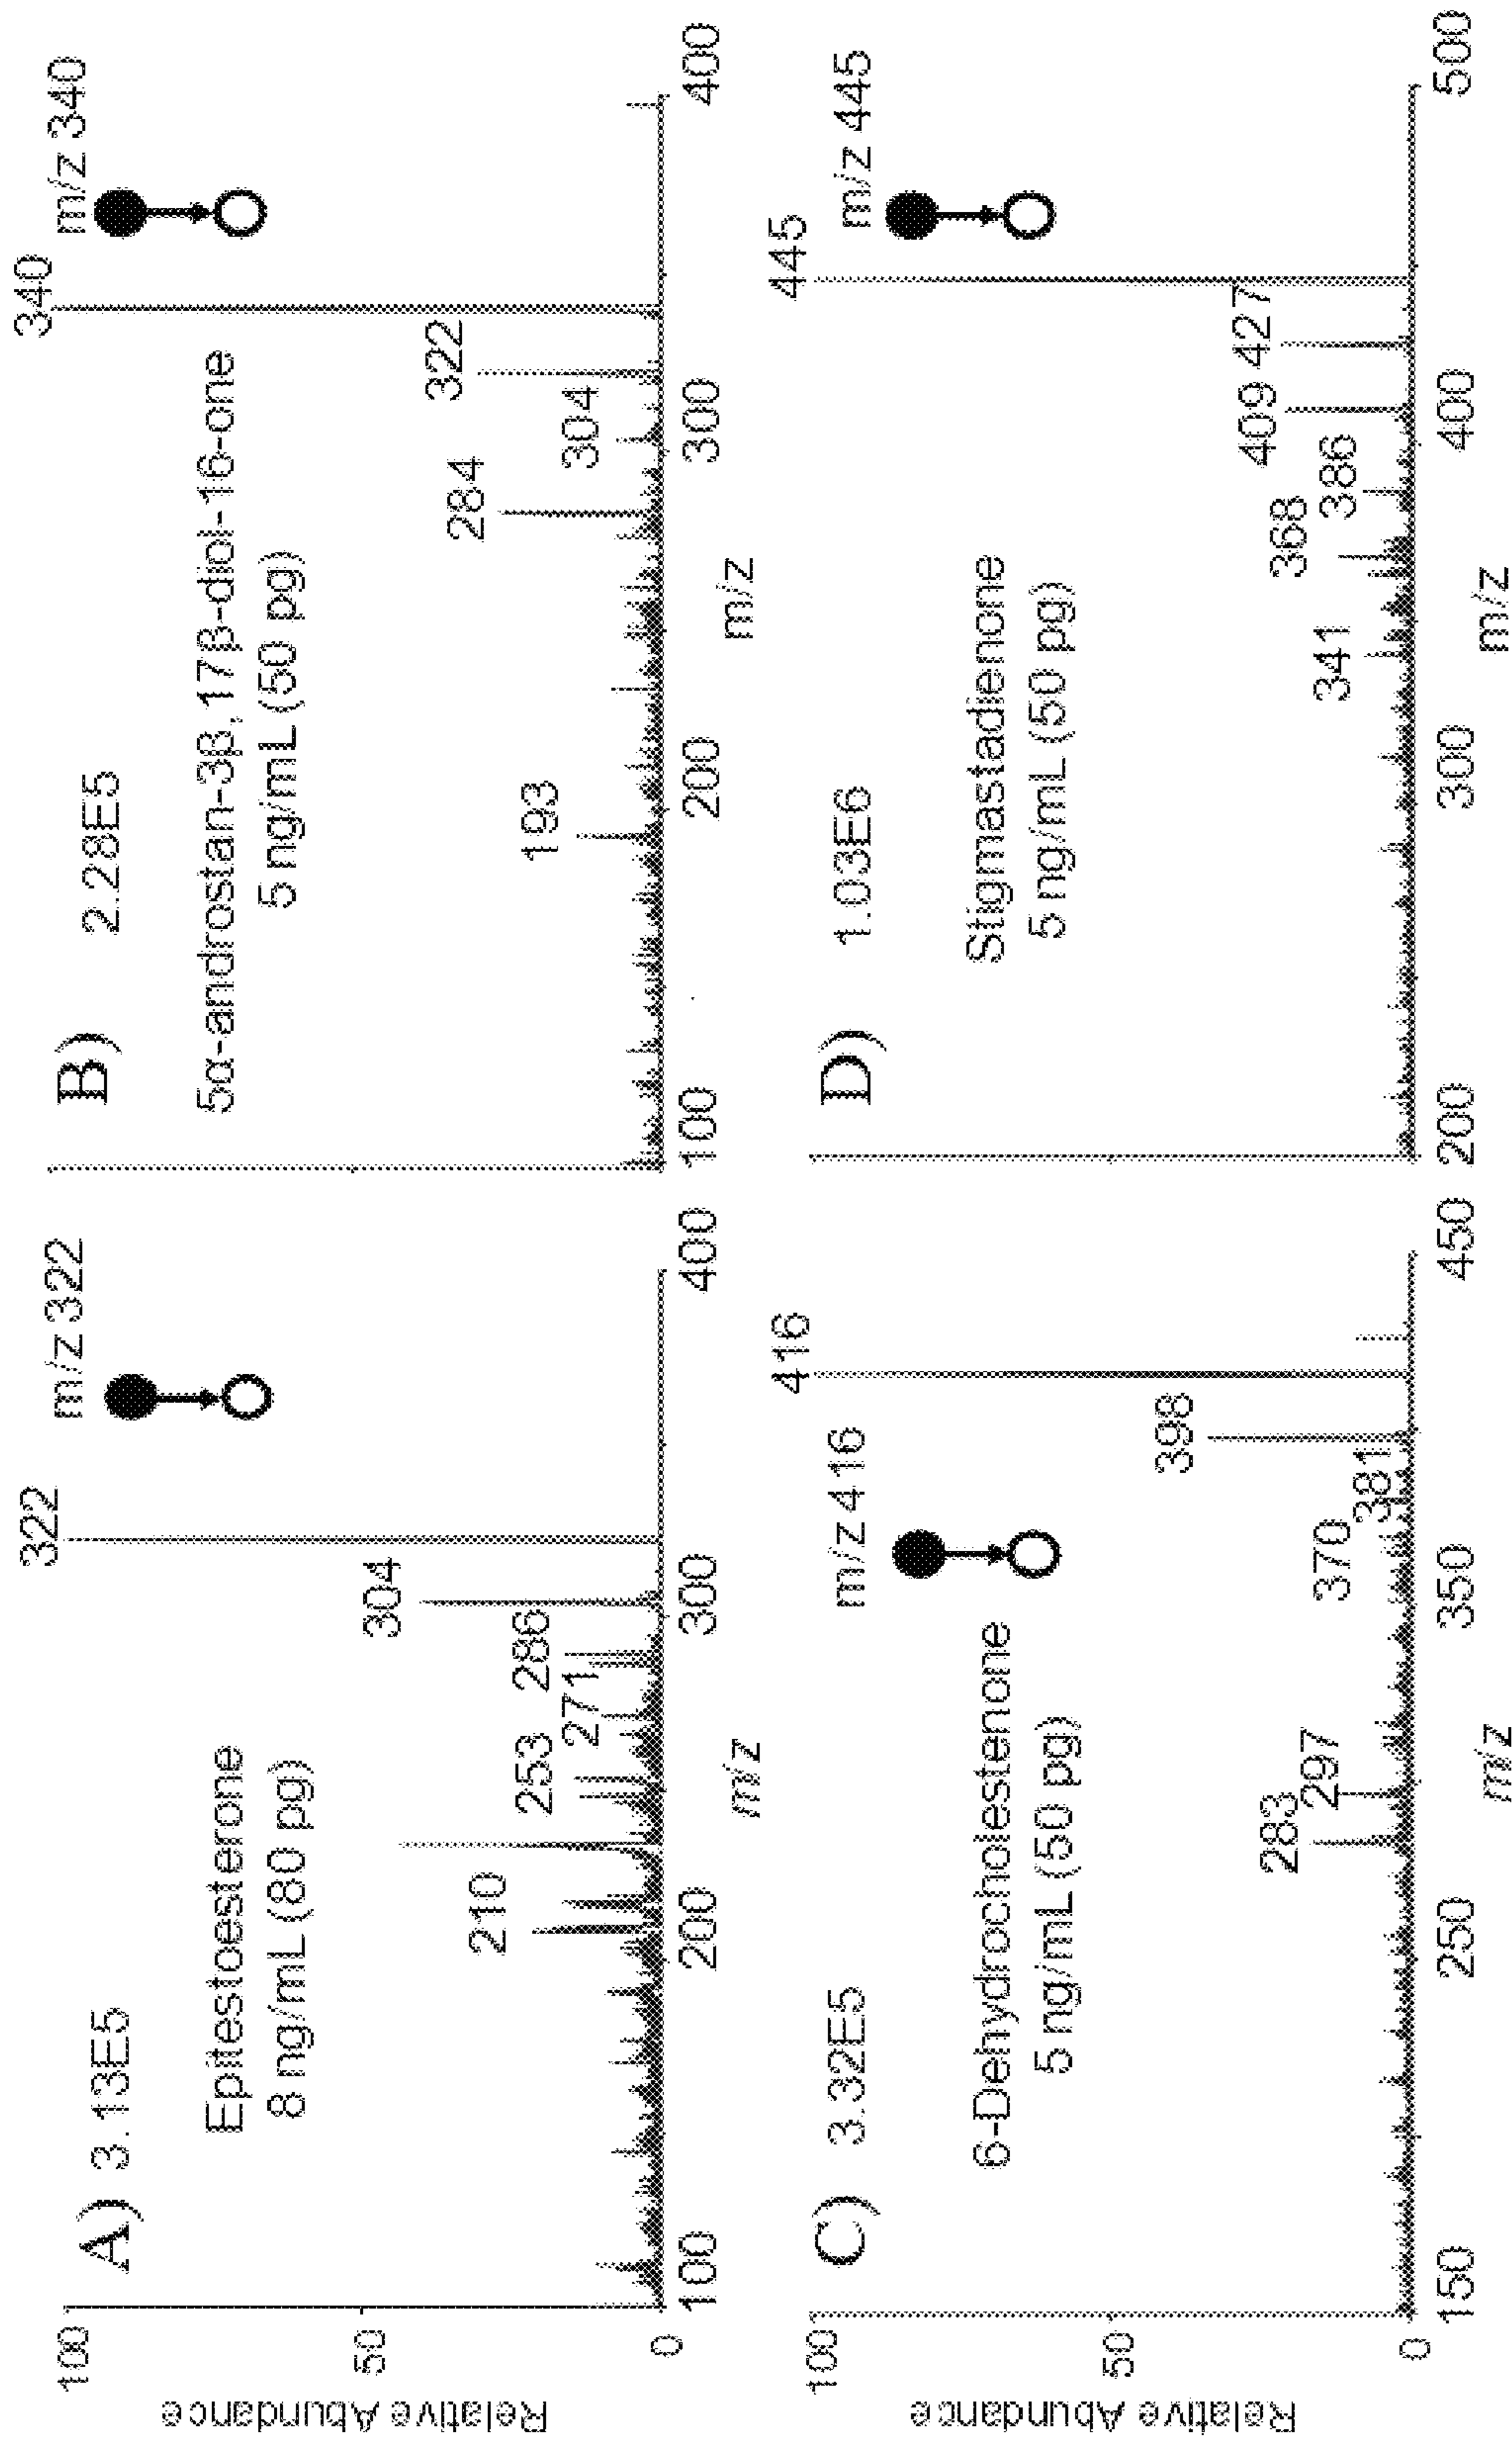 A) 3.13E5
m/z 322
322
Epitestoesterone
8 ng/mL (80 pg)
304
286
271
253
210
Relative Abundance
100
50
0
100
200
300
400
m/z
B) 2.28E5
m/z 340
340
5α-androstan-3β,17β-diol-16-one
5 ng/mL (50 pg)
322
304
284
193
100
200
300
400
m/z
C) 3.32E5
m/z 416
416
6-Dehydrocholestenone
5 ng/mL (50 pg)
398
381
370
297
283
Relative Abundance
100
50
0
150
250
350
450
m/z
D) 1.03E6
m/z 445
445
Stigmastadienone
5 ng/mL (50 pg)
427
409
386
368
341
200
300
400
500
m/z